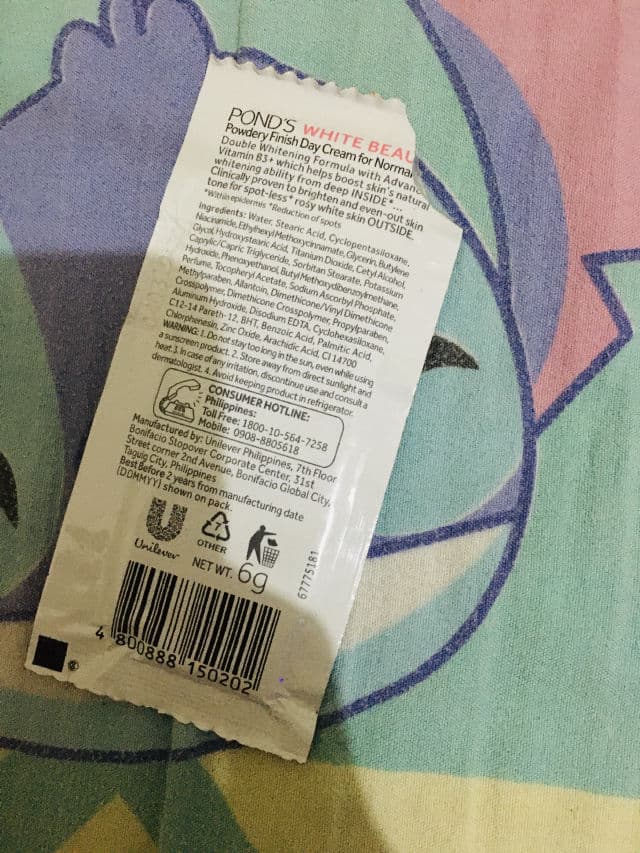 POND'S WHITE BEAU
Powdery Finish Day Cream for Normal
Double Whitening Formula with Advanc
Vitamin B3+ which helps boost skin's natural
whitening ability from deep INSIDE* ...
Clinically proven to brighten and even-out skin
tone for spot-less+ rosy white skin OUTSIDE.
*Within epidermis +Reduction of spots
Ingredients: Water, Stearic Acid, Cyclopentasiloxane,
Niacinamide, Ethylhexyl Methoxycinnamate, Glycerin, Butylene
Glycol, Hydroxystearic Acid, Titanium Dioxide, Cetyl Alcohol,
Caprylic/Capric Triglyceride, Sorbitan Stearate, Potassium
Hydroxide, Phenoxyethanol, Butyl Methoxydibenzoylmethane,
Perfume, Tocopheryl Acetate, Sodium Ascorbyl Phosphate,
Methylparaben, Allantoin, Dimethicone/Vinyl Dimethicone
Crosspolymer, Dimethicone Crosspolymer, Propylparaben,
Aluminum Hydroxide, Disodium EDTA, Cyclohexasiloxane,
C12-14 Pareth-12, BHT, Benzoic Acid, Palmitic Acid,
Chlorphenesin, Zinc Oxide, Arachidic Acid, CI 14700
WARNING: 1. Do not stay too long in the sun, even while using
a sunscreen product. 2. Store away from direct sunlight and
heat. 3. In case of any irritation, discontinue use and consult a
dermatologist. 4. Avoid keeping product in refrigerator.
CONSUMER HOTLINE:
Philippines:
Toll Free: 1800-10-564-7258
Mobile: 0908-8805618
Manufactured by: Unilever Philippines, 7th Floor
Bonifacio Stopover Corporate Center, 31st
Street corner 2nd Avenue, Bonifacio Global City,
Taguig City, Philippines
Best Before 2 years from manufacturing date
(DDMMYY) shown on pack.
Unilever
OTHER
NET WT. 6g
67775181
4 800888 150202